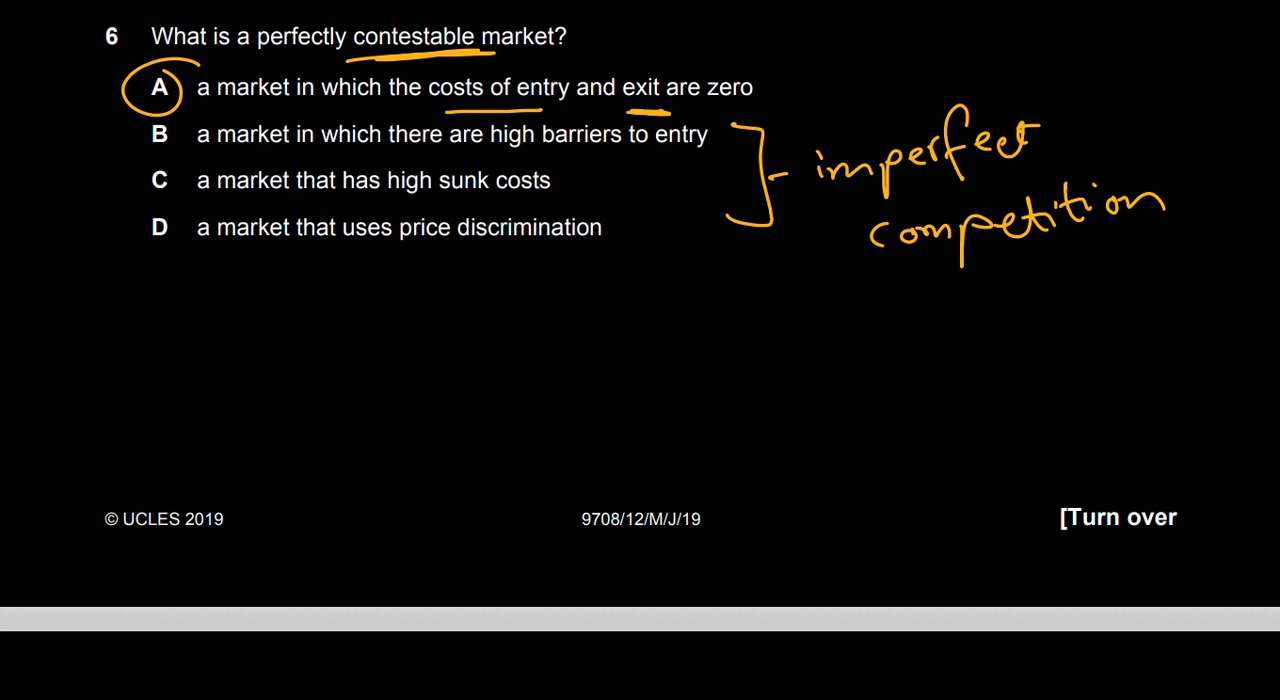 6 What is a perfectly contestable market?
A a market in which the costs of entry and exit are zero
B a market in which there are high barriers to entry
C a market that has high sunk costs
D a market that uses price discrimination
imperfect
competition
© UCLES 2019 9708/12/M/J/19 [Turn over